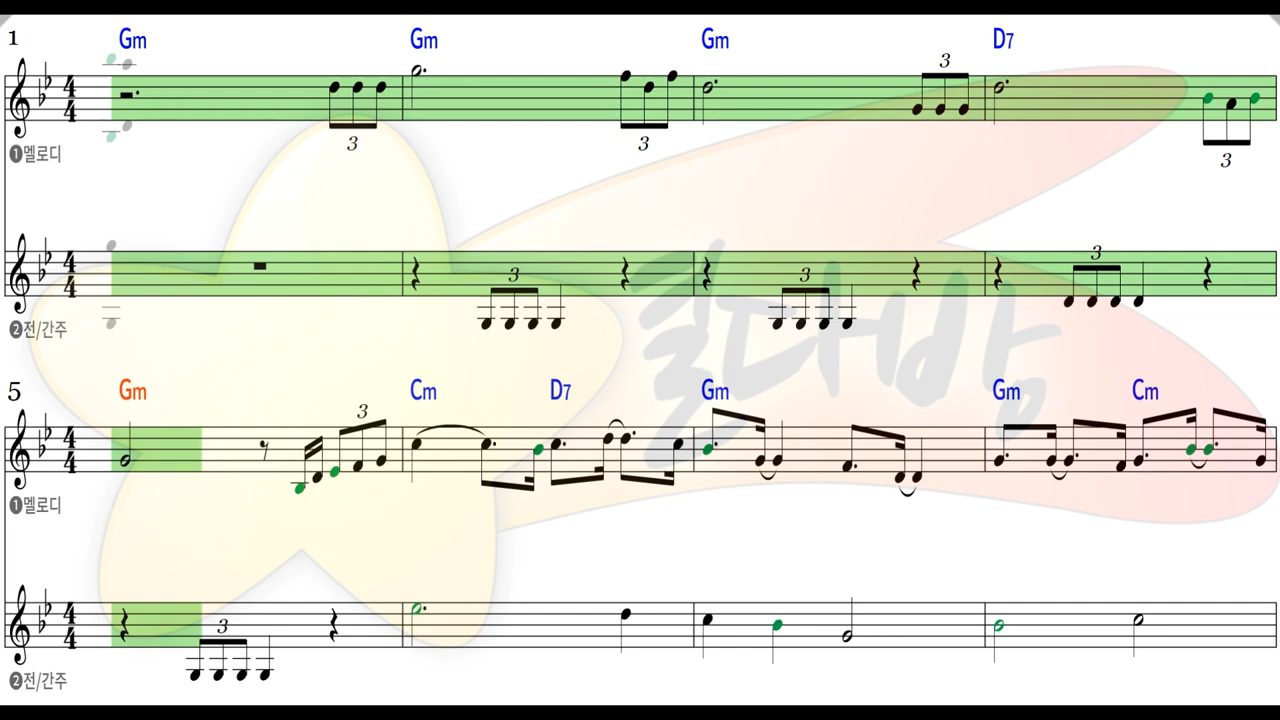 1 Gm Gm Gm D7
3 3 3 3
❶멜로디
3 3 3
❷전/간주
5 Gm Cm D7 Gm Gm Cm
3
❶멜로디
3
❷전/간주